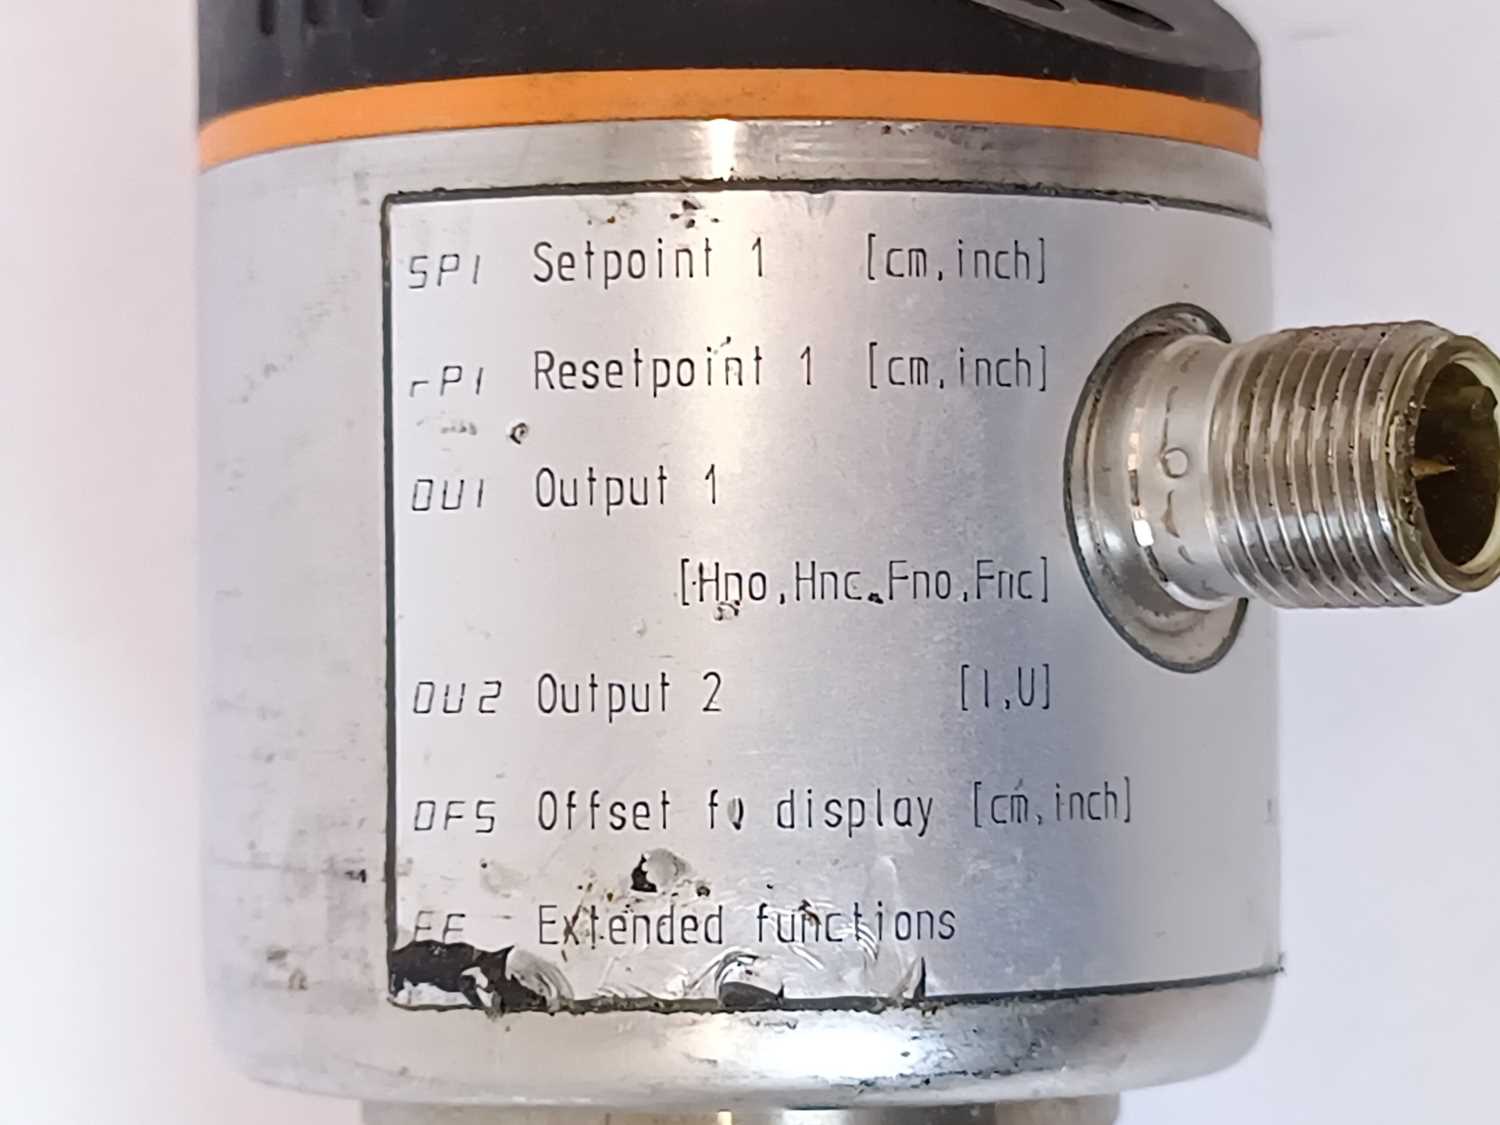 SP1 Setpoint 1 [cm, inch]
rP1 Resetpoint 1 [cm, inch]
OU1 Output 1
[Hno, Hnc, Fno, Fnc]
OU2 Output 2 [I, U]
OFS Offset display [cm, inch]
EF Extended functions